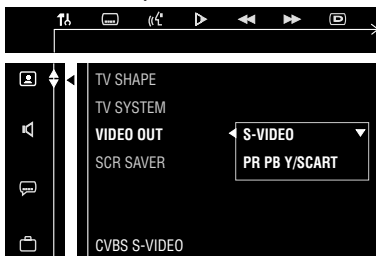 TV SHAPE
TV SYSTEM
VIDEO OUT
S-VIDEO
SCR SAVER
PR PB Y/SCART
CVBS S-VIDEO